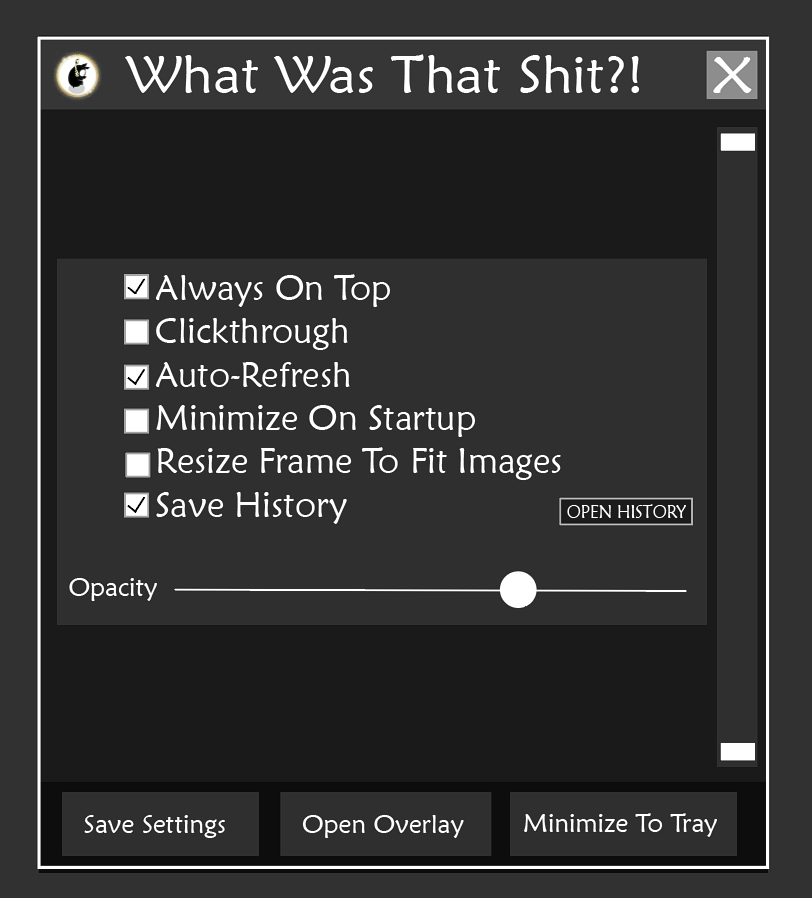 What Was That Shit?!
Always On Top
Clickthrough
Auto-Refresh
Minimize On Startup
Resize Frame To Fit Images
Save History
OPEN HISTORY
Opacity
Save Settings
Open Overlay
Minimize To Tray